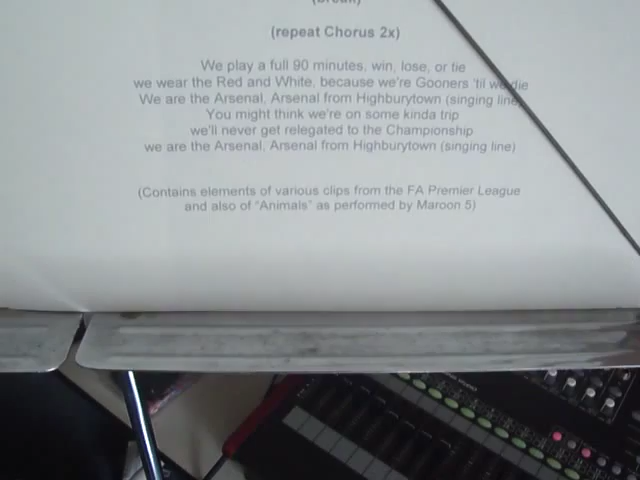 (break)
(repeat Chorus 2x)
We play a full 90 minutes, win, lose, or tie
we wear the Red and White, because we're Gooners 'til we die
We are the Arsenal, Arsenal from Highburytown (singing line)
You might think we're on some kinda trip
we'll never get relegated to the Championship
we are the Arsenal, Arsenal from Highburytown (singing line)
(Contains elements of various clips from the FA Premier League
and also of "Animals" as performed by Maroon 5)